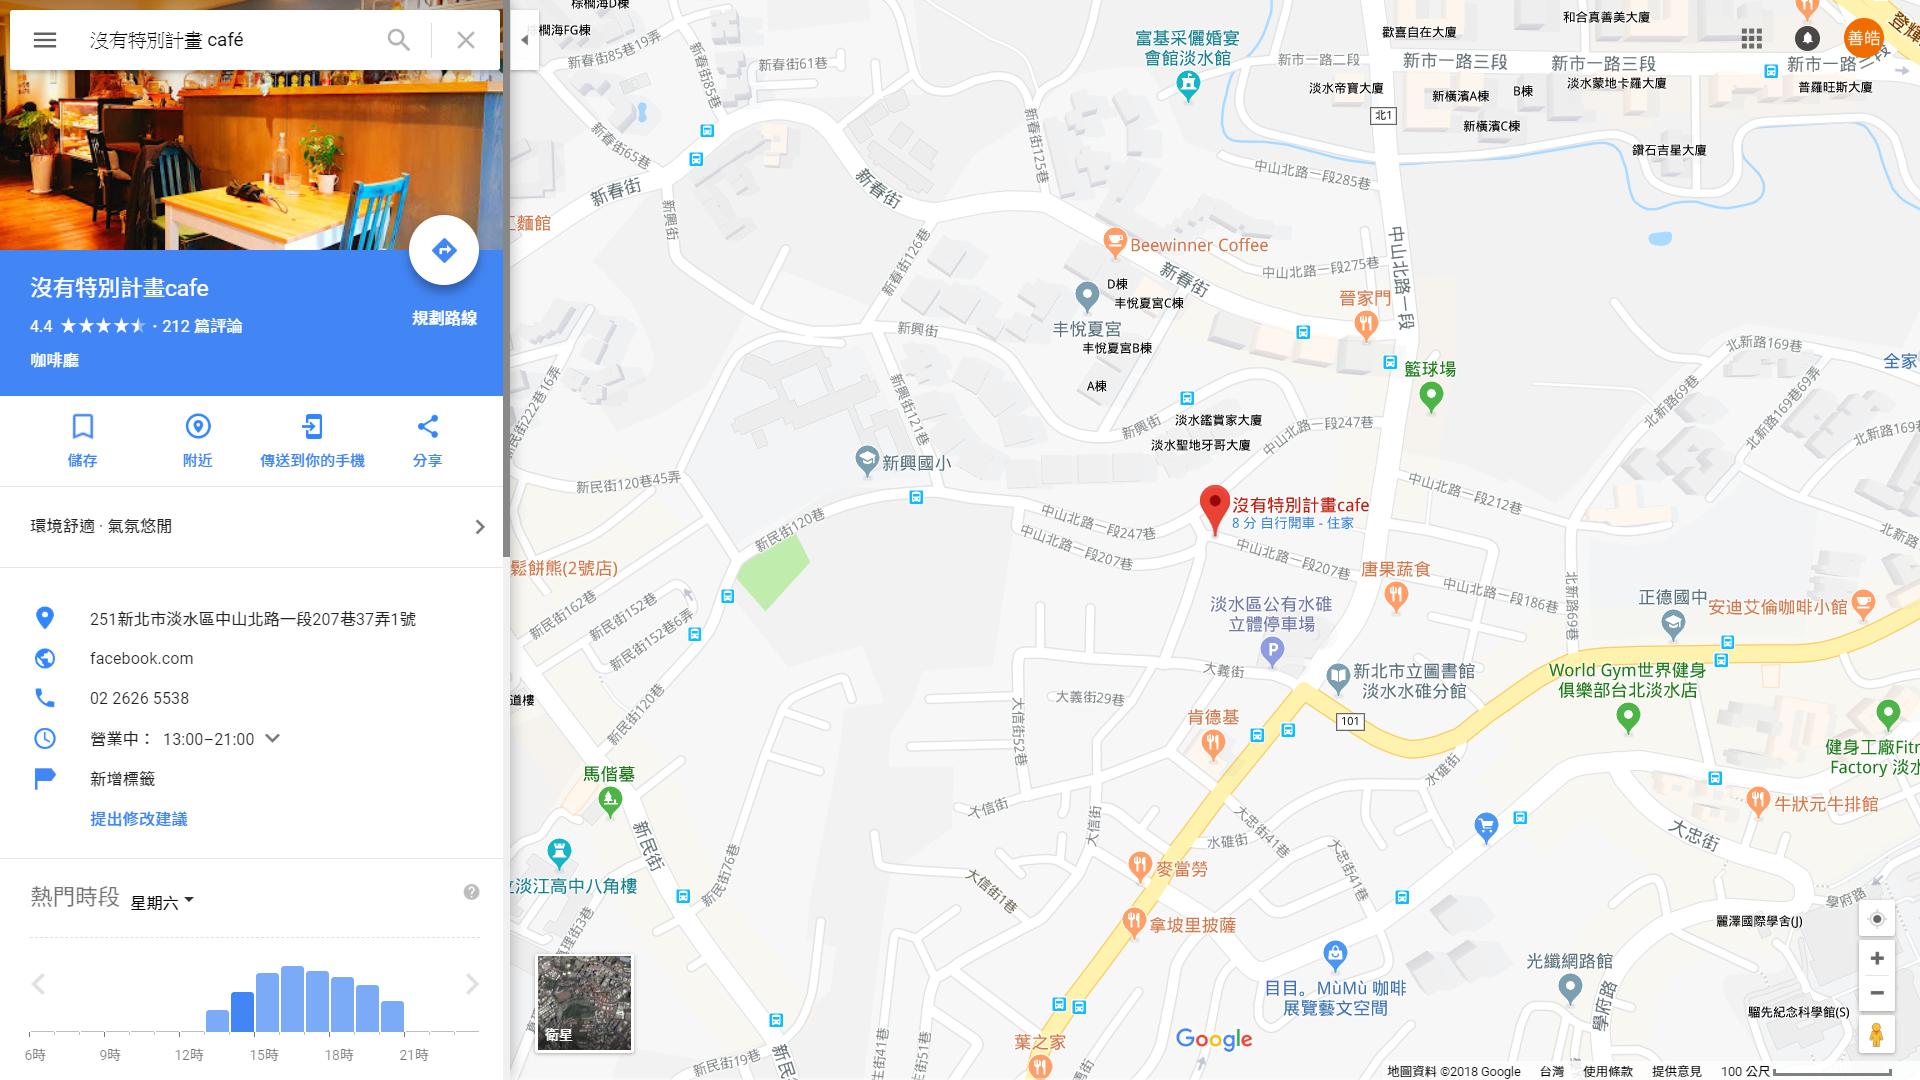 沒有特別計畫 café
沒有特別計畫cafe
4.4 ★★★★★ · 212 篇評論
咖啡廳
規劃路線
儲存
附近
傳送到你的手機
分享
環境舒適 · 氣氛悠閒
251新北市淡水區中山北路一段207巷37弄1號
facebook.com
02 2626 5538
營業中： 13:00–21:00
新增標籤
提出修改建議
熱門時段 星期六
6時 9時 12時 15時 18時 21時
棕櫚海D棟
棕櫚海FG棟
新春街85巷19弄
新春街85巷
新春街61巷
新春街65巷
新春街
新春街
新春街125巷
富基采儷婚宴
會館淡水館
歡喜自在大廈
和合真善美大廈
登輝
善皓
新市一路二段
新市一路三段
新市一路三段
新市一路三段
淡水帝寶大廈
新橫濱A棟
B棟
淡水蒙地卡羅大廈
普羅旺斯大廈
北1
新橫濱C棟
鑽石吉星大廈
中山北路一段285巷
新興街
新春街126巷
Beewinner Coffee
中山北路一段275巷
中山北路一段
新春街
D棟
丰悅夏宮C棟
丰悅夏宮
丰悅夏宮B棟
A棟
晉家門
籃球場
北新路169巷
全家
北新路169巷69弄
北新路69巷
北新路169巷
新興街
新興街121巷
新民街222巷16弄
淡水鑑賞家大廈
新興街
中山北路一段247巷
淡水聖地牙哥大廈
新興國小
新民街120巷45弄
新民街120巷
中山北路一段247巷
中山北路一段207巷
沒有特別計畫cafe
8 分 自行開車 - 住家
中山北路一段207巷
中山北路一段212巷
北新街
鬆餅熊(2號店)
唐果蔬食
中山北路一段186巷
北新路69巷
正德國中
安迪艾倫咖啡小館
新民街162巷
新民街152巷
新民街152巷6弄
淡水區公有水碓
立體停車場
大義街
新北市立圖書館
淡水水碓分館
World Gym世界健身
俱樂部台北淡水店
道樓
新民街120巷
大義街29巷
大信街52巷
肯德基
101
水碓街
健身工廠Fitn
Factory 淡水
馬偕墓
新民街
大信街
大信街
牛狀元牛排館
大忠街41巷
水碓街
大忠街41巷
大忠街
淡江高中八角樓
新民街76巷
大信街1巷
麥當勞
拿坡里披薩
學府路
麗澤國際學舍(J)
真理街3巷
衛星
目目。MùMù 咖啡
展覽藝文空間
光纖網路館
學府路
騮先紀念科學館(S)
葉之家
新民街19巷
新民街
Google
地圖資料 ©2018 Google 台灣 使用條款 提供意見 100 公尺